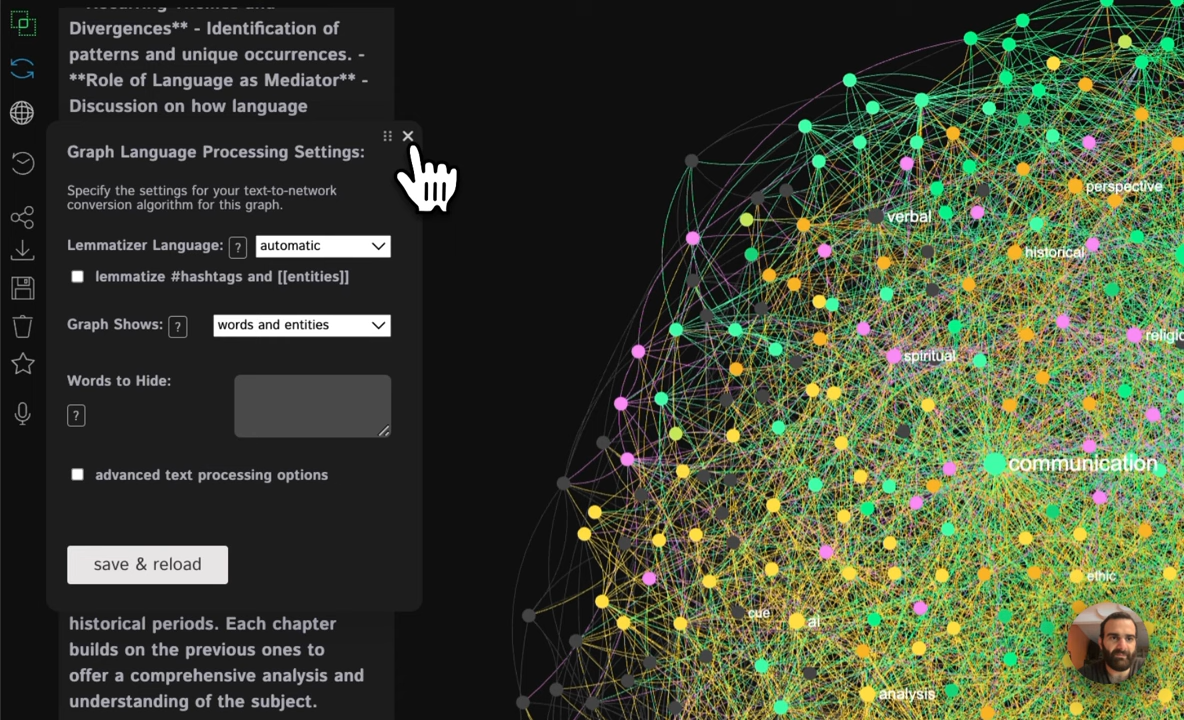 Recurring Themes and
Divergences** - Identification of
patterns and unique occurrences. -
**Role of Language as Mediator** -
Discussion on how language
Graph Language Processing Settings:
Specify the settings for your text-to-network
conversion algorithm for this graph.
Lemmatizer Language: ? automatic
lemmatize #hashtags and [[entities]]
Graph Shows: ? words and entities
Words to Hide:
?
advanced text processing options
save & reload
historical periods. Each chapter
builds on the previous ones to
offer a comprehensive analysis and
understanding of the subject.
perspective
verbal
historical
religio
spiritual
communication
ethic
cue
ai
analysis